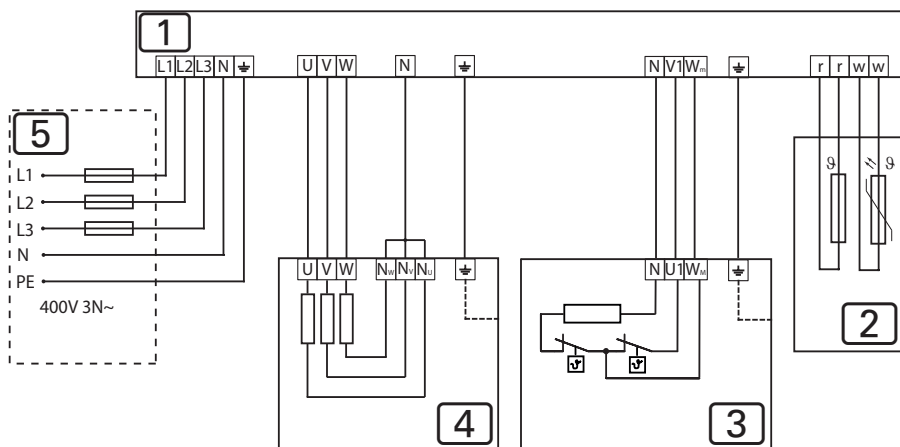 1
L1 L2 L3 N U V W N N V1 Wm r r w w
5
L1
L2
L3
N
PE
400V 3N~
U V W NW NV NU
N U1 WM
ϑ ϑ
ϑ ϑ
2
4
3